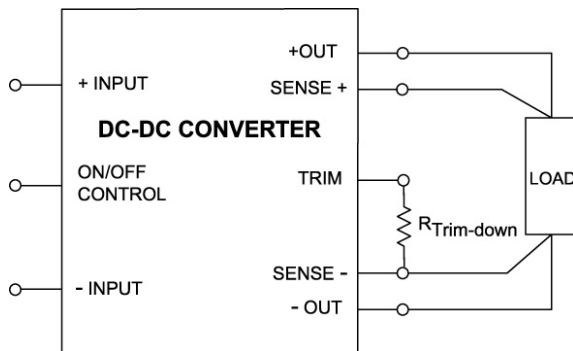 +OUT
+ INPUT
SENSE +
DC-DC CONVERTER
ON/OFF
CONTROL
TRIM
LOAD
RTrim-down
SENSE -
- INPUT
- OUT